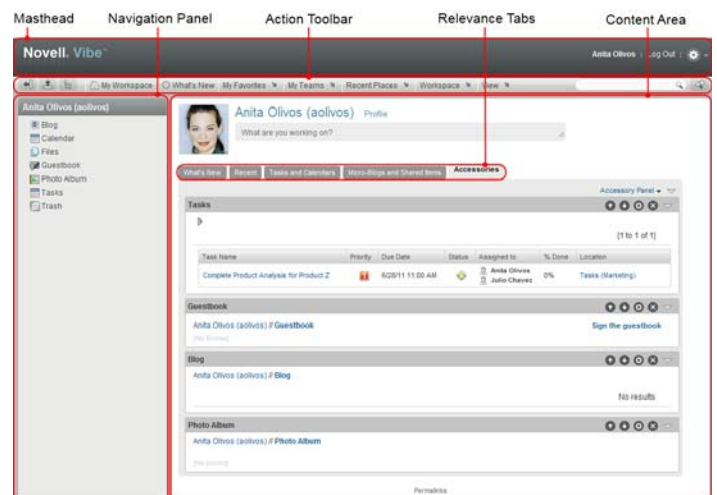 Masthead Navigation Panel Action Toolbar Relevance Tabs Content Area
Novell. Vibe
Anita Olivos | Log Out
My Workspace What's New My Favorites My Teams Recent Places Workspace View
Anita Olivos (aolivos)
Blog
Calendar
Files
Guestbook
Photo Album
Tasks
Trash
Anita Olivos (aolivos) Profile
What are you working on?
What's New Recent Tasks and Calendars Micro-Blogs and Shared Items Accessories
Accessory Panel
Tasks
[1 to 1 of 1]
Task Name Priority Due Date Status Assigned to % Done Location
Complete Product Analysis for Product Z 6/28/11 11:00 AM Anita Olivos Julio Chavez 0% Tasks (Marketing)
Guestbook
Anita Olivos (aolivos) // Guestbook Sign the guestbook
[No Entries]
Blog
Anita Olivos (aolivos) // Blog
No results
Photo Album
Anita Olivos (aolivos) // Photo Album
[No Entries]
Permalinks